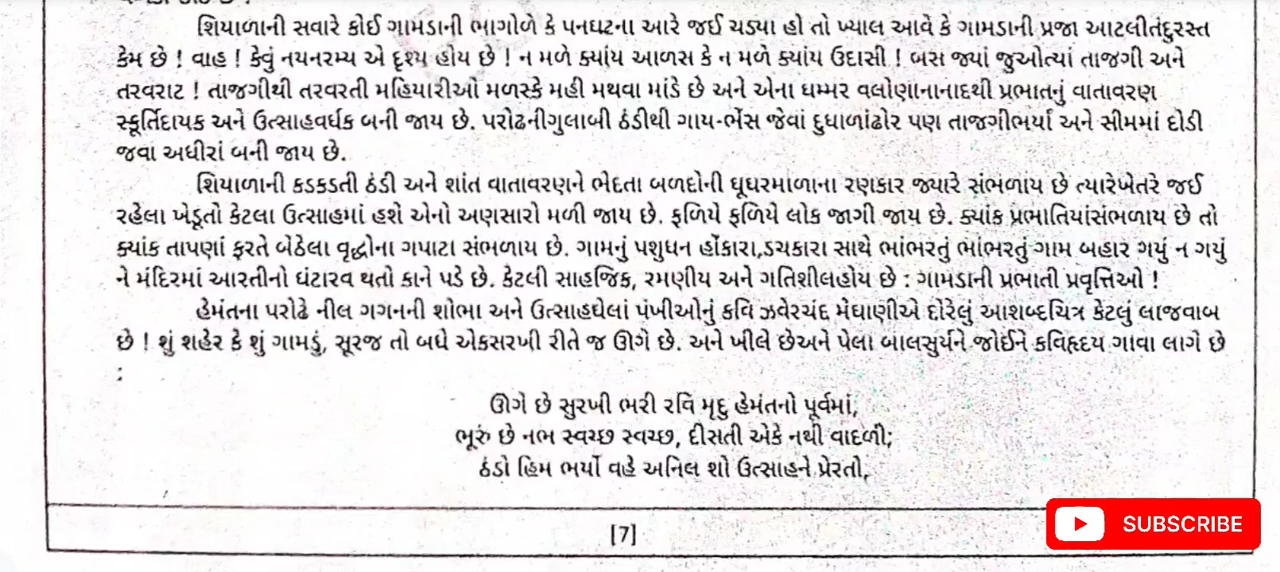 શિયાળાની સવારે કોઈ ગામડાની ભાગોળે કે પનઘટના આરે જઈ ચડ્યા હો તો ખ્યાલ આવે કે ગામડાની પ્રજા આટલીતંદુરસ્ત
કેમ છે ! વાહ ! કેવું નયનરમ્ય એ દૃશ્ય હોય છે ! ન મળે ક્યાંય આળસ કે ન મળે ક્યાંય ઉદાસી ! બસ જ્યાં જુઓત્યાં તાજગી અને
તરવરાટ ! તાજગીથી તરવરતી મહિયારીઓ મળસ્કે મહી મથવા માંડે છે અને એના ઘમ્મર વલોણાનાનાદથી પ્રભાતનું વાતાવરણ
સ્ફૂર્તિદાયક અને ઉત્સાહવર્ધક બની જાય છે. પરોઢનીગુલાબી ઠંડીથી ગાય-ભેંસ જેવાં દુધાળાંઢોર પણ તાજગીભર્યાં અને સીમમાં દોડી
જવા અધીરાં બની જાય છે.
શિયાળાની કડકડતી ઠંડી અને શાંત વાતાવરણને ભેદતા બળદોની ઘૂઘરમાળાના રણકાર જ્યારે સંભળાય છે ત્યારેખેતરે જઈ
રહેલા ખેડૂતો કેટલા ઉત્સાહમાં હશે એનો અણસારો મળી જાય છે. ફળિયે ફળિયે લોક જાગી જાય છે. ક્યાંક પ્રભાતિયાંસંભળાય છે તો
ક્યાંક તાપણાં ફરતે બેઠેલા વૃદ્ધોના ગપાટા સંભળાય છે. ગામનું પશુધન હોંકારા,ડચકારા સાથે ભાંભરતું ભાંભરતું ગામ બહાર ગયું ન ગયું
ને મંદિરમાં આરતીનો ઘંટારવ થતો કાને પડે છે. કેટલી સાહજિક, રમણીય અને ગતિશીલહોય છે : ગામડાની પ્રભાતી પ્રવૃત્તિઓ !
હેમંતના પરોઢે નીલ ગગનની શોભા અને ઉત્સાહઘેલાં પંખીઓનું કવિ ઝવેરચંદ મેઘાણીએ દોરેલું આશબ્દચિત્ર કેટલું લાજવાબ
છે ! શું શહેર કે શું ગામડું, સૂરજ તો બધે એકસરખી રીતે જ ઊગે છે. અને ખીલે છેઅને પેલા બાલસુર્યને જોઈને કવિહૃદય ગાવા લાગે છે
:
ઊગે છે સુરખી ભરી રવિ મૃદુ હેમંતનો પૂર્વમાં,
ભૂરું છે નભ સ્વચ્છ સ્વચ્છ, દીસતી એકે નથી વાદળી;
ઠંડો હિમ ભર્યો વહે અનિલ શો ઉત્સાહને પ્રેરતો,
[7]
SUBSCRIBE